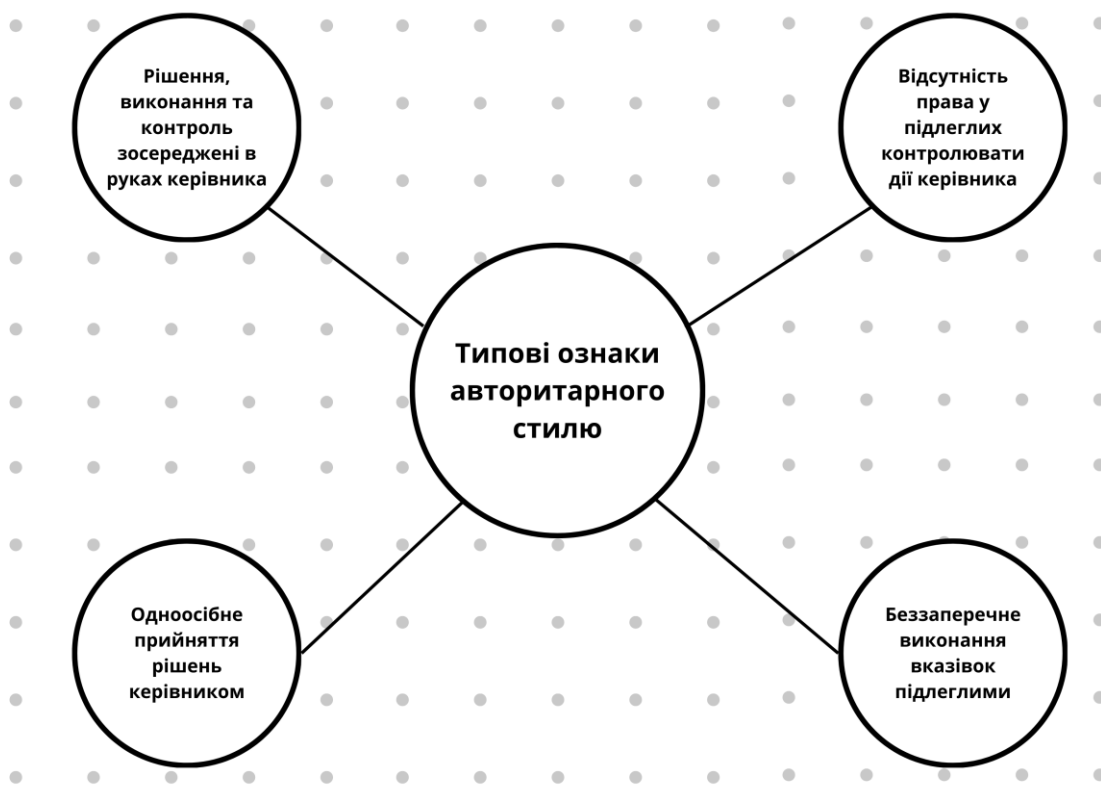 Рішення,
виконання та
контроль
зосереджені в
руках керівника
Відсутність
права у
підлеглих
контролювати
дії керівника
Типові ознаки
авторитарного
стилю
Одноосібне
прийняття
рішень
керівником
Беззаперечне
виконання
вказівок
підлеглими